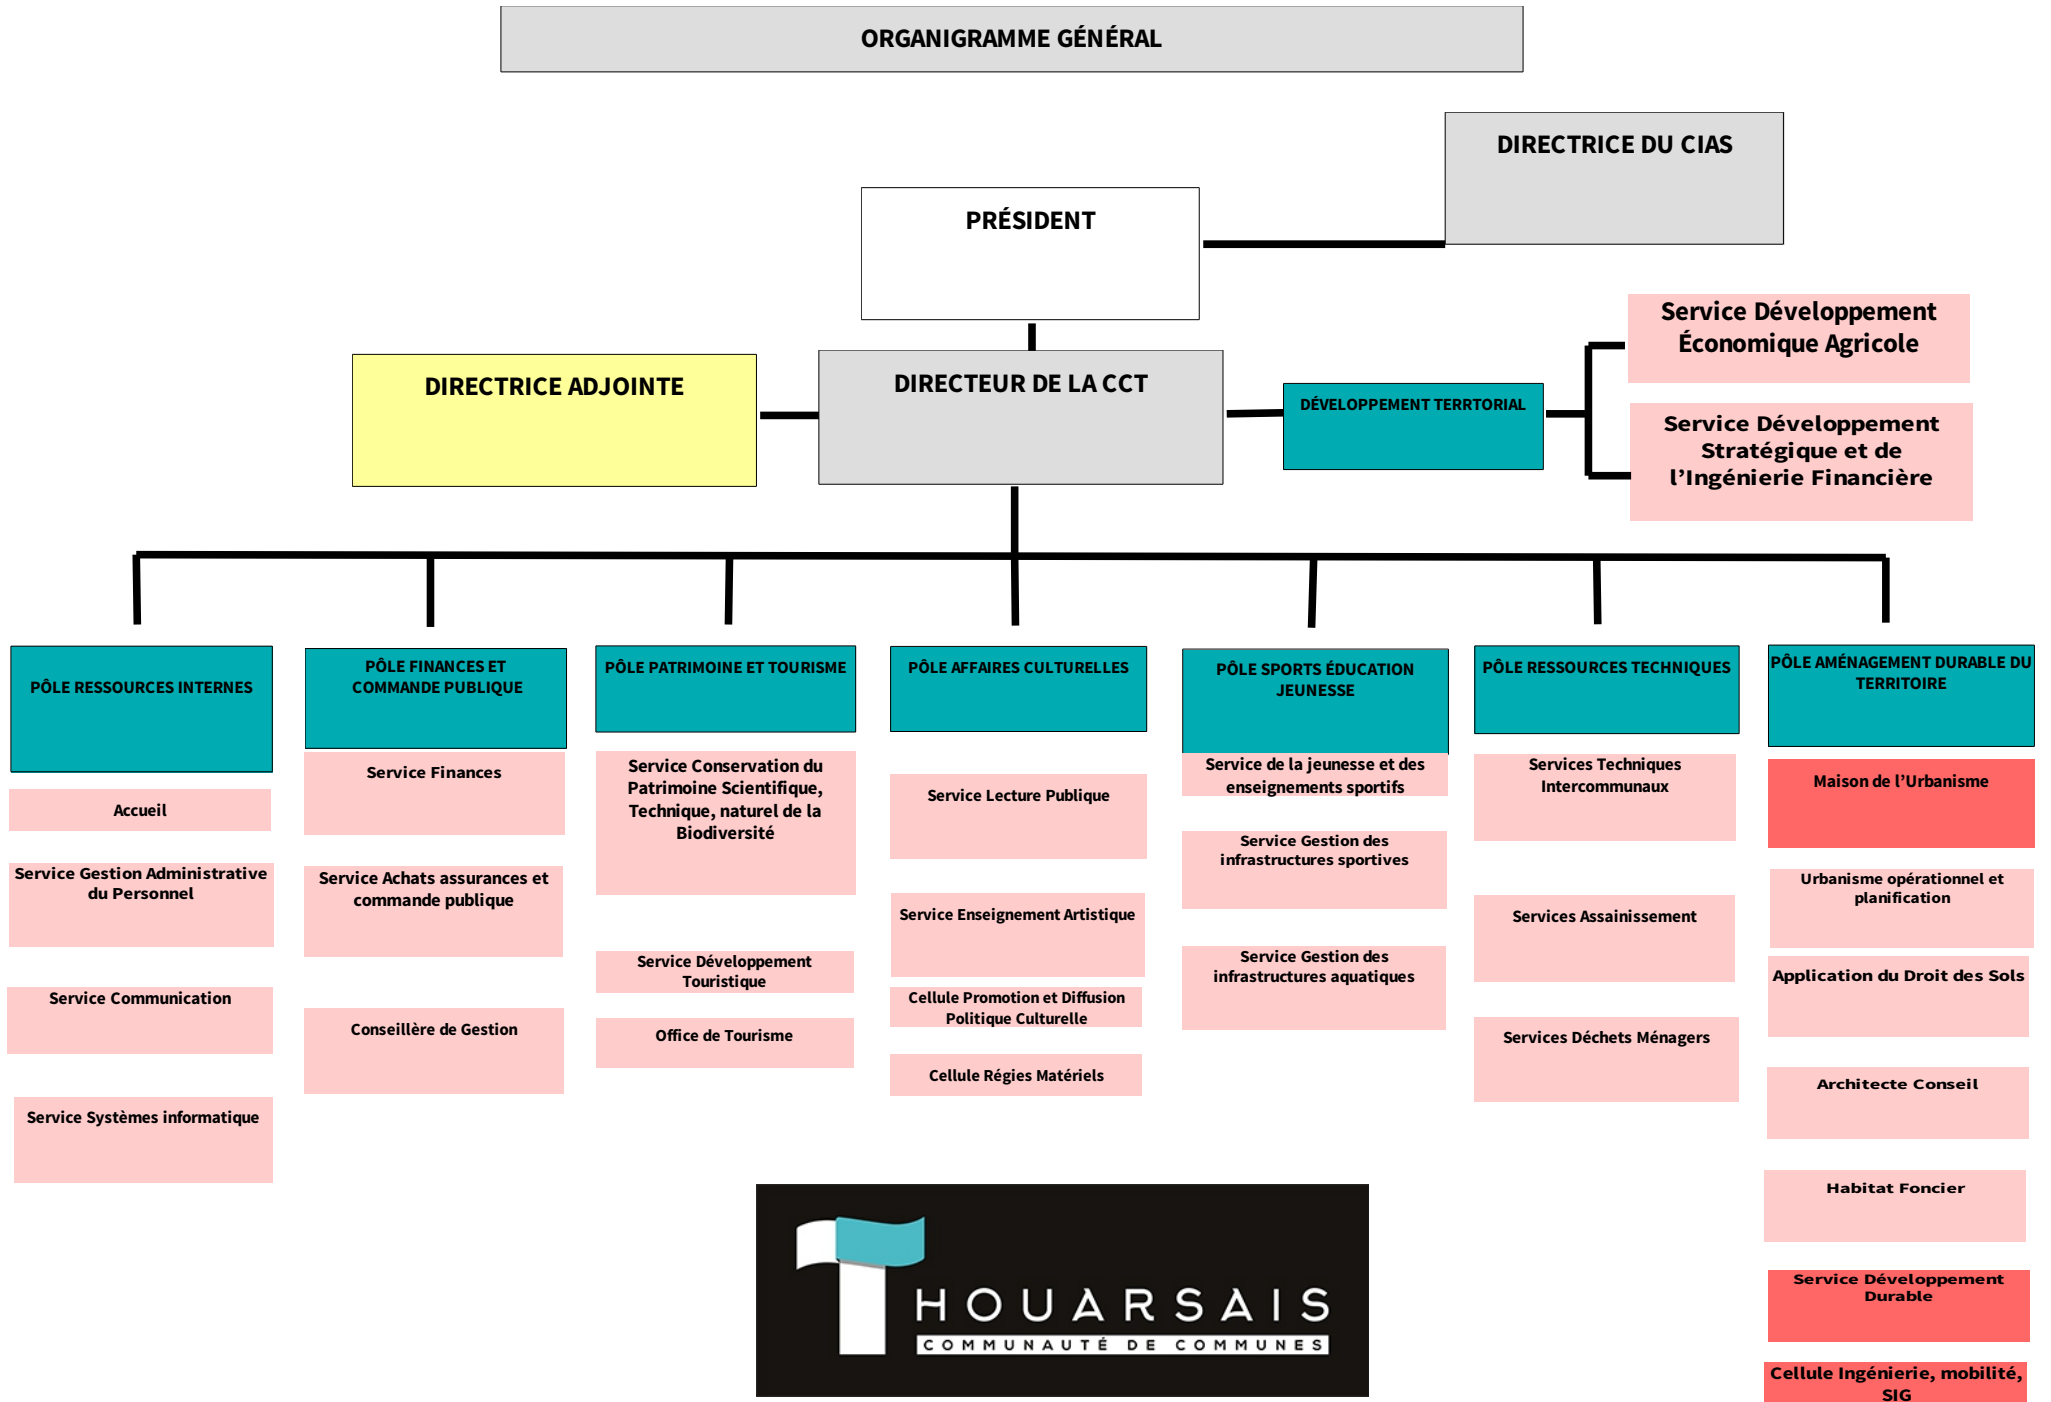 ORGANIGRAMME GÉNÉRAL
DIRECTRICE DU CIAS
PRÉSIDENT
Service Développement
Économique Agricole
DIRECTRICE ADJOINTE
DIRECTEUR DE LA CCT
DÉVELOPPEMENT TERRTORIAL
Service Développement
Stratégique et de
l’Ingénierie Financière
PÔLE RESSOURCES INTERNES
Accueil
Service Gestion Administrative
du Personnel
Service Communication
Service Systèmes informatique
PÔLE FINANCES ET
COMMANDE PUBLIQUE
Service Finances
Service Achats assurances et
commande publique
Conseillère de Gestion
PÔLE PATRIMOINE ET TOURISME
Service Conservation du
Patrimoine Scientifique,
Technique, naturel de la
Biodiversité
Service Développement
Touristique
Office de Tourisme
PÔLE AFFAIRES CULTURELLES
Service Lecture Publique
Service Enseignement Artistique
Cellule Promotion et Diffusion
Politique Culturelle
Cellule Régies Matériels
PÔLE SPORTS ÉDUCATION
JEUNESSE
Service de la jeunesse et des
enseignements sportifs
Service Gestion des
infrastructures sportives
Service Gestion des
infrastructures aquatiques
PÔLE RESSOURCES TECHNIQUES
Services Techniques
Intercommunaux
Services Assainissement
Services Déchets Ménagers
PÔLE AMÉNAGEMENT DURABLE DU
TERRITOIRE
Maison de l’Urbanisme
Urbanisme opérationnel et
planification
Application du Droit des Sols
Architecte Conseil
Habitat Foncier
Service Développement
Durable
Cellule Ingénierie, mobilité,
SIG
THOUARSAIS
COMMUNAUTÉ DE COMMUNES